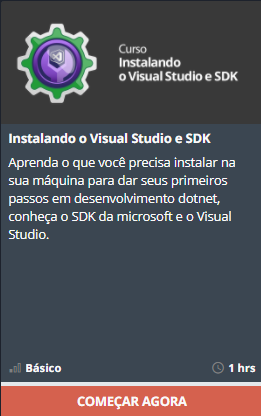 Curso
Instalando
o Visual Studio e SDK
Instalando o Visual Studio e SDK
Aprenda o que você precisa instalar na
sua máquina para dar seus primeiros
passos em desenvolvimento dotnet,
conheça o SDK da microsoft e o Visual
Studio.
Básico
1 hrs
COMEÇAR AGORA